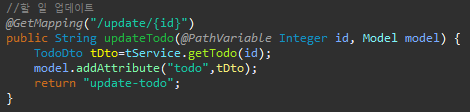 //할 일 업데이트
@GetMapping("/update/{id}")
public String updateTodo(@PathVariable Integer id, Model model) {
    TodoDto tDto=tService.getTodo(id);
    model.addAttribute("todo",tDto);
    return "update-todo";
}